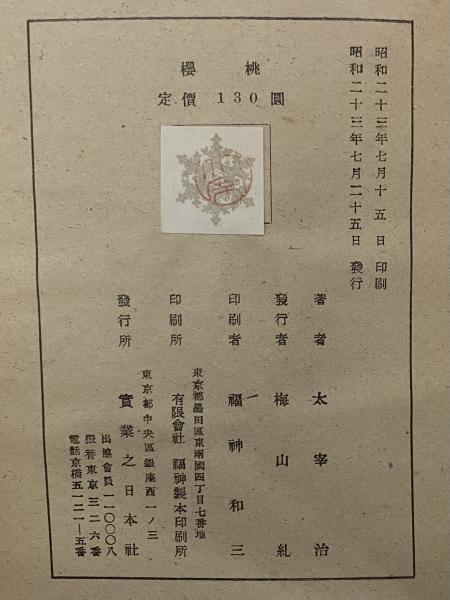 櫻桃
定價 130圓
昭和二十三年七月十五日 印刷
昭和二十三年七月二十五日 發行
著者 太宰治
發行者 梅山糺
印刷者 福神和三
東京都墨田區東兩國四丁目七番地
印刷所 有限會社 福神製本印刷所
東京都中央區銀座西一ノ三
發行所 實業之日本社
出協會員一一〇〇〇八
振替東京三二六番
電話京橋五一二一―五番